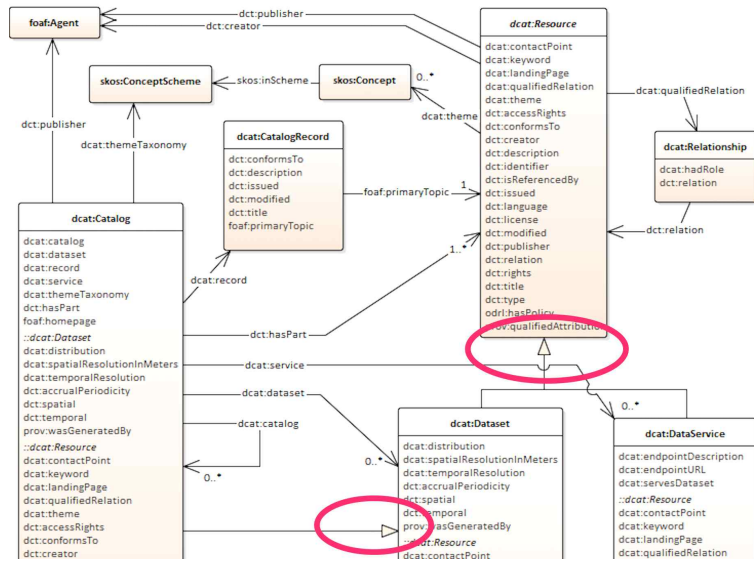 foaf:Agent
dct:publisher
dct:creator
dcat:Resource
dcat:contactPoint
dcat:keyword
dcat:landingPage
dcat:qualifiedRelation
dcat:theme
dct:accessRights
dct:conformsTo
dct:creator
dct:description
dct:identifier
dct:isReferencedBy
dct:issued
dct:language
dct:license
dct:modified
dct:publisher
dct:relation
dct:rights
dct:title
dct:type
odrl:hasPolicy
prov:qualifiedAttribution
skos:ConceptScheme
skos:inScheme
skos:Concept
0..*
dcat:theme
dcat:qualifiedRelation
dcat:Relationship
dcat:hadRole
dct:relation
dct:relation
dct:publisher
dcat:themeTaxonomy
dcat:CatalogRecord
dct:conformsTo
dct:description
dct:issued
dct:modified
dct:title
foaf:primaryTopic
foaf:primaryTopic
1
dcat:Catalog
dcat:catalog
dcat:dataset
dcat:record
dcat:service
dcat:themeTaxonomy
dct:hasPart
foaf:homepage
::dcat:Dataset
dcat:distribution
dcat:spatialResolutionInMeters
dcat:temporalResolution
dct:accrualPeriodicity
dct:spatial
dct:temporal
prov:wasGeneratedBy
::dcat:Resource
dcat:contactPoint
dcat:keyword
dcat:landingPage
dcat:qualifiedRelation
dcat:theme
dct:accessRights
dct:conformsTo
dct:creator
dcat:record
1..*
dct:hasPart
dcat:service
dcat:dataset
dcat:catalog
0..*
0..*
0..*
dcat:Dataset
dcat:distribution
dcat:spatialResolutionInMeters
dcat:temporalResolution
dct:accrualPeriodicity
dct:spatial
dct:temporal
prov:wasGeneratedBy
::dcat:Resource
dcat:contactPoint
dcat:DataService
dcat:endpointDescription
dcat:endpointURL
dcat:servesDataset
::dcat:Resource
dcat:contactPoint
dcat:keyword
dcat:landingPage
dcat:qualifiedRelation